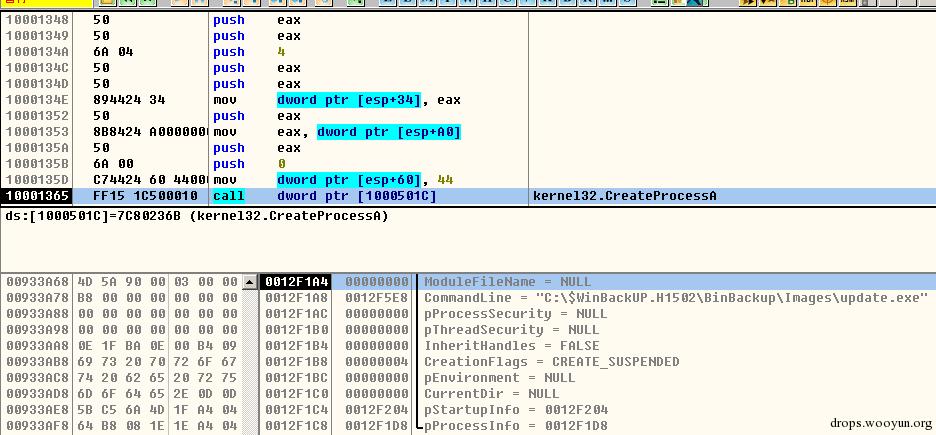 10001348 50 push eax
10001349 50 push eax
1000134A 6A 04 push 4
1000134C 50 push eax
1000134D 50 push eax
1000134E 894424 34 mov dword ptr [esp+34], eax
10001352 50 push eax
10001353 8B8424 A0000000 mov eax, dword ptr [esp+A0]
1000135A 50 push eax
1000135B 6A 00 push 0
1000135D C74424 60 4400 mov dword ptr [esp+60], 44
10001365 FF15 1C500010 call dword ptr [1000501C] kernel32.CreateProcessA
ds:[1000501C]=7C80236B (kernel32.CreateProcessA)
00933A68 4D 5A 90 00 03 00 00 0012F1A4 00000000 ModuleFileName = NULL
00933A78 B8 00 00 00 00 00 00 0012F1A8 0012F5E8 CommandLine = "C:\$WinBackUP.H1502\BinBackup\Images\update.exe"
00933A88 00 00 00 00 00 00 00 0012F1AC 00000000 pProcessSecurity = NULL
00933A98 00 00 00 00 00 00 00 0012F1B0 00000000 pThreadSecurity = NULL
00933AA8 0E 1F BA 0E 00 B4 09 0012F1B4 00000000 InheritHandles = FALSE
00933AB8 69 73 20 70 72 6F 67 0012F1B8 00000004 CreationFlags = CREATE_SUSPENDED
00933AC8 74 20 62 65 20 72 75 0012F1BC 00000000 pEnvironment = NULL
00933AD8 6D 6F 64 65 2E 0D 0D 0012F1C0 00000000 CurrentDir = NULL
00933AE8 5B C5 6A 4D 1F A4 04 0012F1C4 0012F204 pStartupInfo = 0012F204
00933AF8 64 B8 08 1E 1E A4 04 0012F1C8 0012F1D8 pProcessInfo = 0012F1D8
drops.wooyun.org